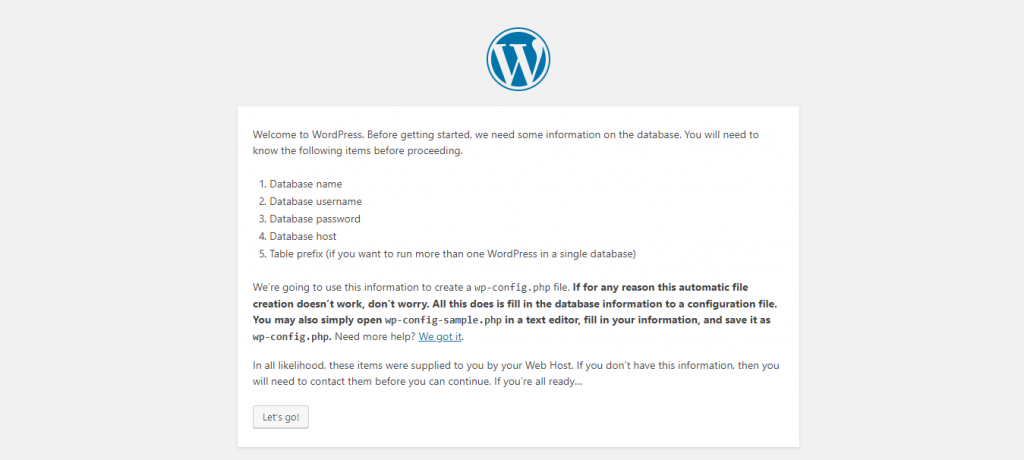 Welcome to WordPress. Before getting started, we need some information on the database. You will need to
know the following items before proceeding.
1. Database name
2. Database username
3. Database password
4. Database host
5. Table prefix (if you want to run more than one WordPress in a single database)
We're going to use this information to create a wp-config.php file. If for any reason this automatic file
creation doesn't work, don't worry. All this does is fill in the database information to a configuration file.
You may also simply open wp-config-sample.php in a text editor, fill in your information, and save it as
wp-config.php. Need more help? We got it.
In all likelihood, these items were supplied to you by your Web Host. If you don't have this information, then you
will need to contact them before you can continue. If you're all ready...
Let's go!